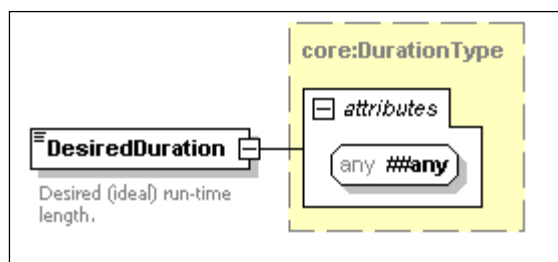 core:DurationType
attributes
DesiredDuration
any ##any
Desired (ideal) run-time
length.